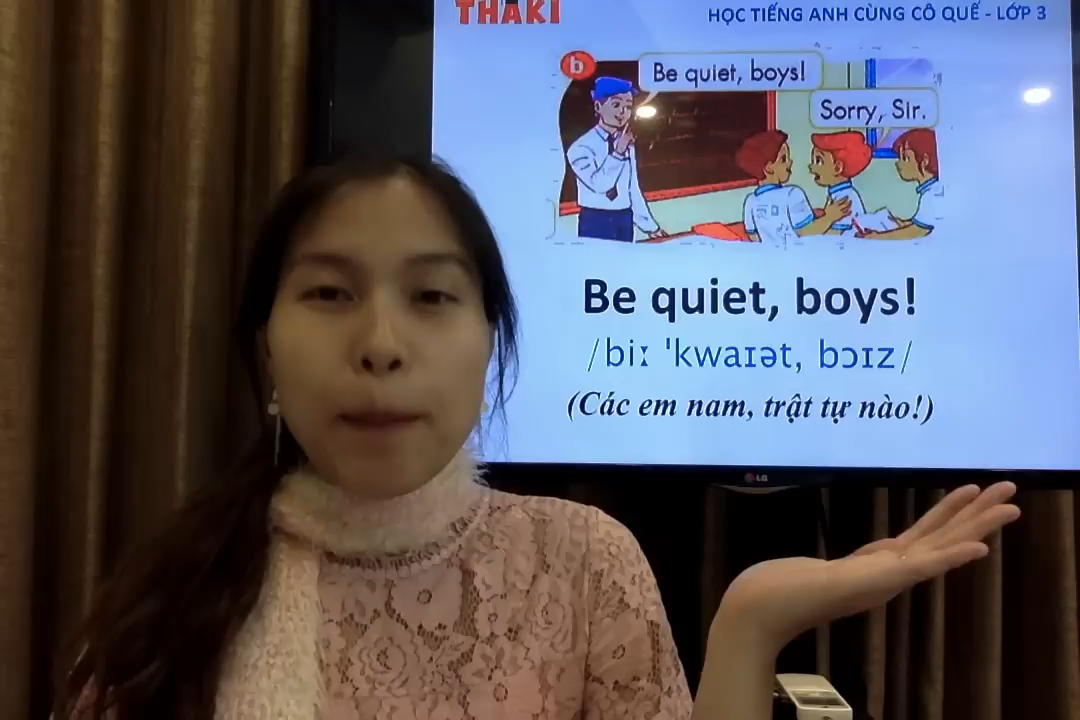 THAKI
HỌC TIẾNG ANH CÙNG CÔ QUẾ - LỚP 3
b
Be quiet, boys!
Sorry, Sir.
Be quiet, boys!
/biː ˈkwaɪət, bɔɪz/
(Các em nam, trật tự nào!)
LG